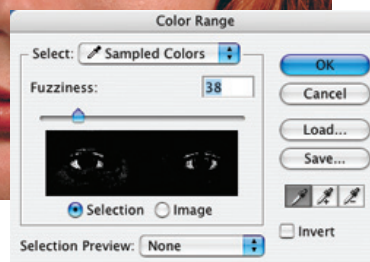 Color Range
Select: Sampled Colors
OK
Fuzziness: 38
Cancel
Load...
Save...
Selection Image
Invert
Selection Preview: None